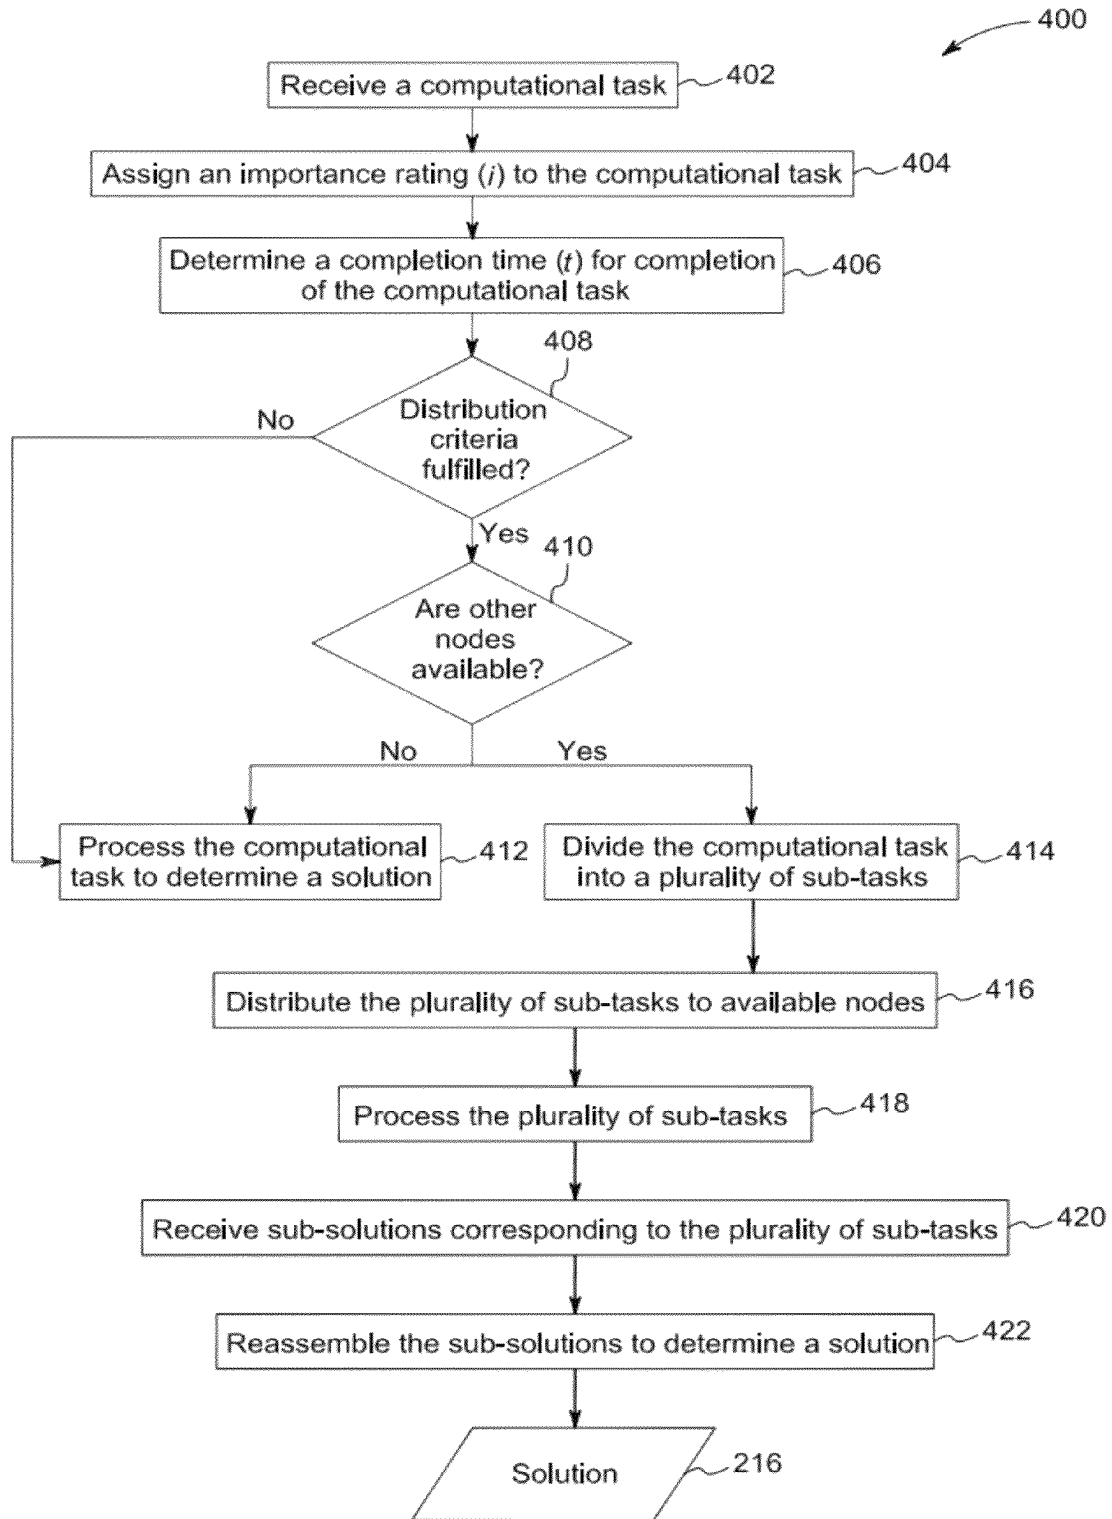 400
Receive a computational task
402
Assign an importance rating (i) to the computational task
404
Determine a completion time (t) for completion
of the computational task
406
408
Distribution
criteria
fulfilled?
No
Yes
410
Are other
nodes
available?
No
Yes
Process the computational
task to determine a solution
412
Divide the computational task
into a plurality of sub-tasks
414
Distribute the plurality of sub-tasks to available nodes
416
Process the plurality of sub-tasks
418
Receive sub-solutions corresponding to the plurality of sub-tasks
420
Reassemble the sub-solutions to determine a solution
422
Solution
216